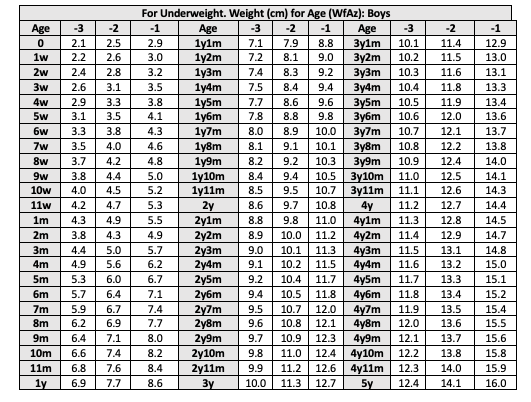 For Underweight. Weight (cm) for Age (WfAz): Boys
Age -3 -2 -1 Age -3 -2 -1 Age -3 -2 -1
0 2.1 2.5 2.9 1y1m 7.1 7.9 8.8 3y1m 10.1 11.4 12.9
1w 2.2 2.6 3.0 1y2m 7.2 8.1 9.0 3y2m 10.2 11.5 13.0
2w 2.4 2.8 3.2 1y3m 7.4 8.3 9.2 3y3m 10.3 11.6 13.1
3w 2.6 3.1 3.5 1y4m 7.5 8.4 9.4 3y4m 10.4 11.8 13.3
4w 2.9 3.3 3.8 1y5m 7.7 8.6 9.6 3y5m 10.5 11.9 13.4
5w 3.1 3.5 4.1 1y6m 7.8 8.8 9.8 3y6m 10.6 12.0 13.6
6w 3.3 3.8 4.3 1y7m 8.0 8.9 10.0 3y7m 10.7 12.1 13.7
7w 3.5 4.0 4.6 1y8m 8.1 9.1 10.1 3y8m 10.8 12.2 13.8
8w 3.7 4.2 4.8 1y9m 8.2 9.2 10.3 3y9m 10.9 12.4 14.0
9w 3.8 4.4 5.0 1y10m 8.4 9.4 10.5 3y10m 11.0 12.5 14.1
10w 4.0 4.5 5.2 1y11m 8.5 9.5 10.7 3y11m 11.1 12.6 14.3
11w 4.2 4.7 5.3 2y 8.6 9.7 10.8 4y 11.2 12.7 14.4
1m 4.3 4.9 5.5 2y1m 8.8 9.8 11.0 4y1m 11.3 12.8 14.5
2m 3.8 4.3 4.9 2y2m 8.9 10.0 11.2 4y2m 11.4 12.9 14.7
3m 4.4 5.0 5.7 2y3m 9.0 10.1 11.3 4y3m 11.5 13.1 14.8
4m 4.9 5.6 6.2 2y4m 9.1 10.2 11.5 4y4m 11.6 13.2 15.0
5m 5.3 6.0 6.7 2y5m 9.2 10.4 11.7 4y5m 11.7 13.3 15.1
6m 5.7 6.4 7.1 2y6m 9.4 10.5 11.8 4y6m 11.8 13.4 15.2
7m 5.9 6.7 7.4 2y7m 9.5 10.7 12.0 4y7m 11.9 13.5 15.4
8m 6.2 6.9 7.7 2y8m 9.6 10.8 12.1 4y8m 12.0 13.6 15.5
9m 6.4 7.1 8.0 2y9m 9.7 10.9 12.3 4y9m 12.1 13.7 15.6
10m 6.6 7.4 8.2 2y10m 9.8 11.0 12.4 4y10m 12.2 13.8 15.8
11m 6.8 7.6 8.4 2y11m 9.9 11.2 12.6 4y11m 12.3 14.0 15.9
1y 6.9 7.7 8.6 3y 10.0 11.3 12.7 5y 12.4 14.1 16.0